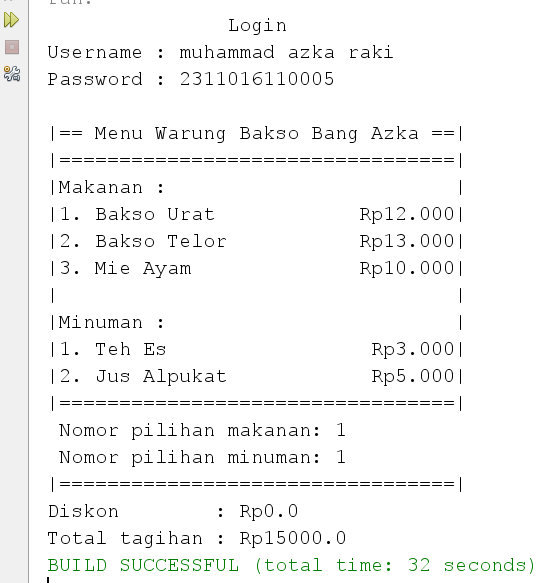 run:
Login
Username : muhammad azka raki
Password : 2311016110005
|== Menu Warung Bakso Bang Azka ==|
|=================================|
|Makanan : |
|1. Bakso Urat Rp12.000|
|2. Bakso Telor Rp13.000|
|3. Mie Ayam Rp10.000|
| |
|Minuman : |
|1. Teh Es Rp3.000|
|2. Jus Alpukat Rp5.000|
|=================================|
Nomor pilihan makanan: 1
Nomor pilihan minuman: 1
|=================================|
Diskon : Rp0.0
Total tagihan : Rp15000.0
BUILD SUCCESSFUL (total time: 32 seconds)